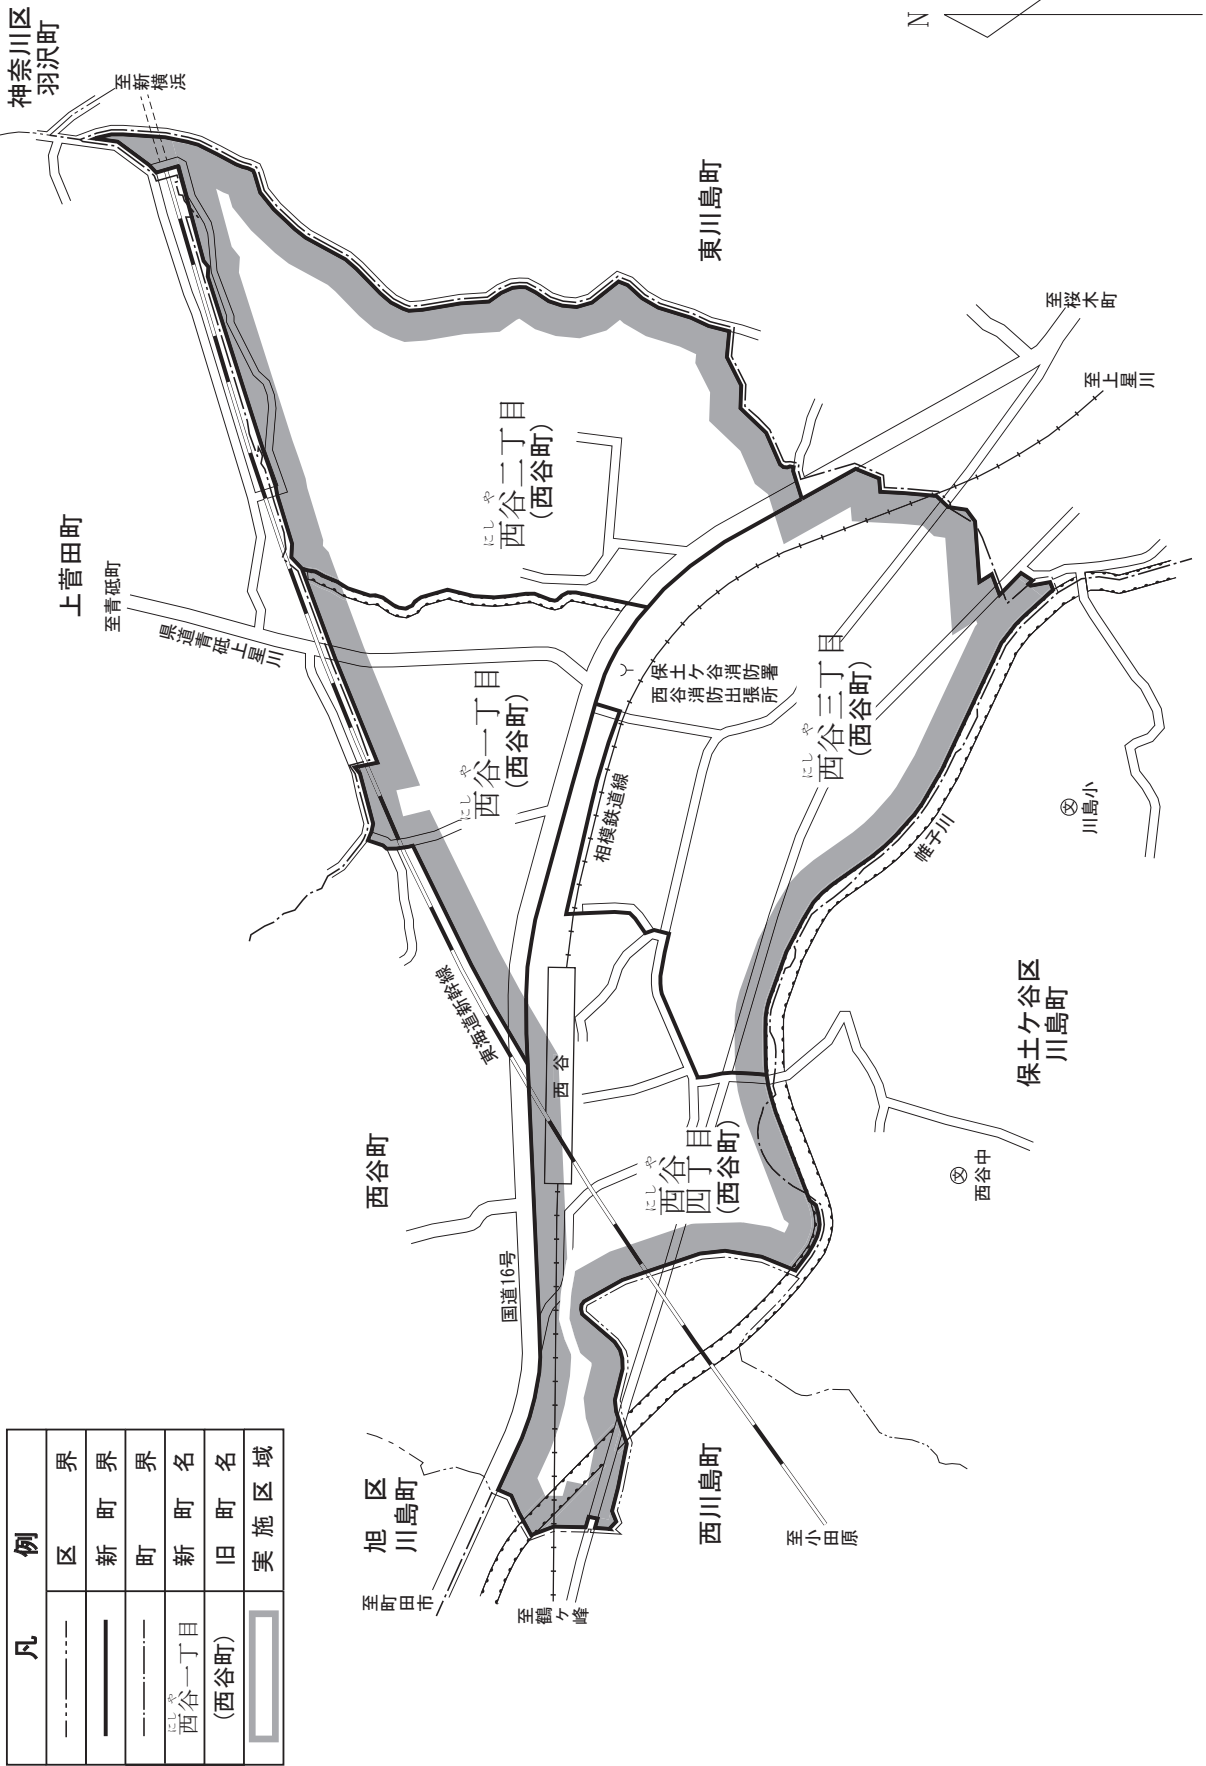 神奈川区
羽沢町
至新横浜
N
東川島町
至桜木町
至上星川
上菅田町
至青砥町
県道青砥上星川
にしや
西谷二丁目
(西谷町)
にしや
西谷一丁目
(西谷町)
保土ケ谷消防署
西谷消防出張所
にしや
西谷三丁目
(西谷町)
相模鉄道線
帷子川
文
川島小
東海道新幹線
西谷
保土ケ谷区
川島町
西谷町
にしや
西谷
四丁目
(西谷町)
文
西谷中
国道16号
旭区
川島町
西川島町
至小田原
至町田市
至鶴ケ峰
凡例
区界
新町界
町界
にしや
西谷一丁目
新町名
(西谷町)
旧町名
実施区域